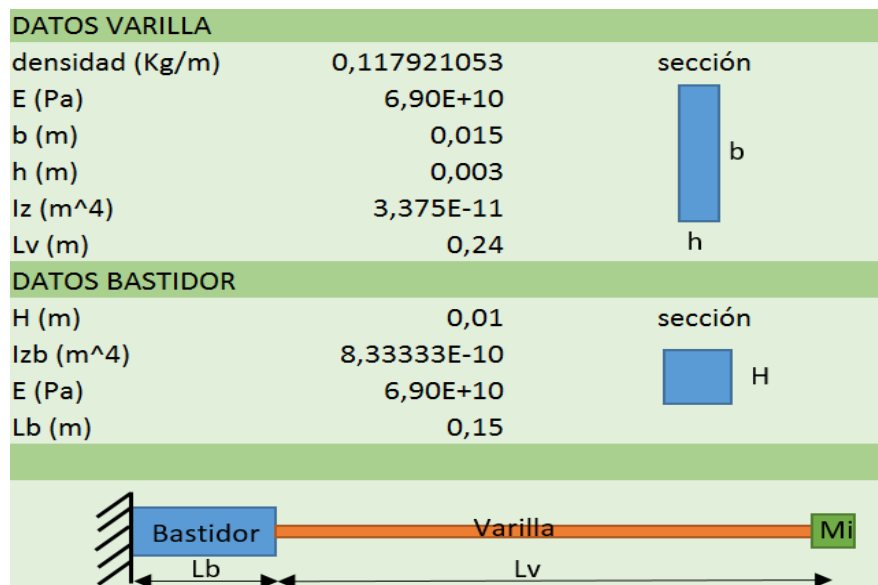 DATOS VARILLA
densidad (Kg/m) 0,117921053 sección
E (Pa) 6,90E+10
b (m) 0,015
b
h (m) 0,003
Iz (m^4) 3,375E-11
Lv (m) 0,24 h
DATOS BASTIDOR
H (m) 0,01 sección
Izb (m^4) 8,33333E-10
H
E (Pa) 6,90E+10
Lb (m) 0,15
Bastidor Varilla Mi
Lb Lv